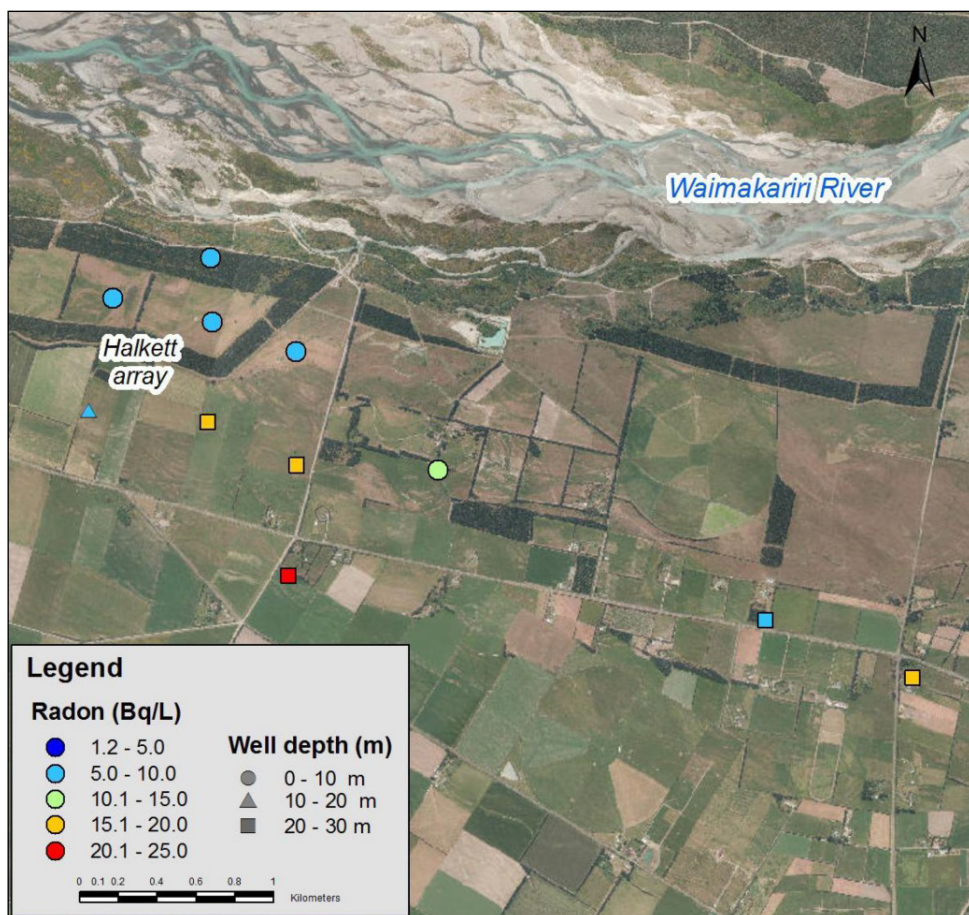 N
Waimakariri River
Halkett
array
Legend
Radon (Bq/L)
1.2 - 5.0
5.0 - 10.0
10.1 - 15.0
15.1 - 20.0
20.1 - 25.0
Well depth (m)
0 - 10 m
10 - 20 m
20 - 30 m
0 0.1 0.2 0.4 0.6 0.8 1
Kilometers